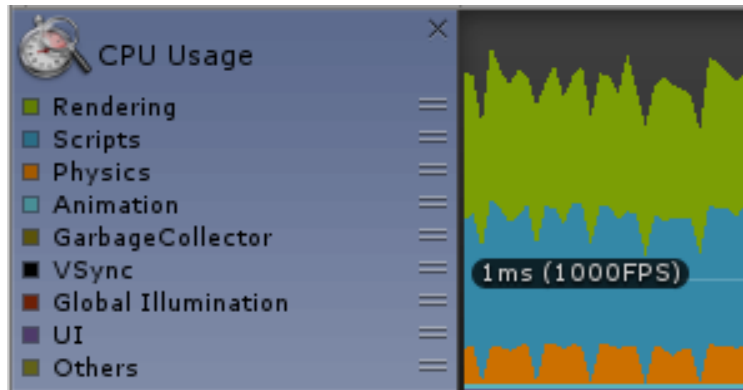 CPU Usage
Rendering
Scripts
Physics
Animation
GarbageCollector
VSync
Global Illumination
UI
Others
1ms (1000FPS)